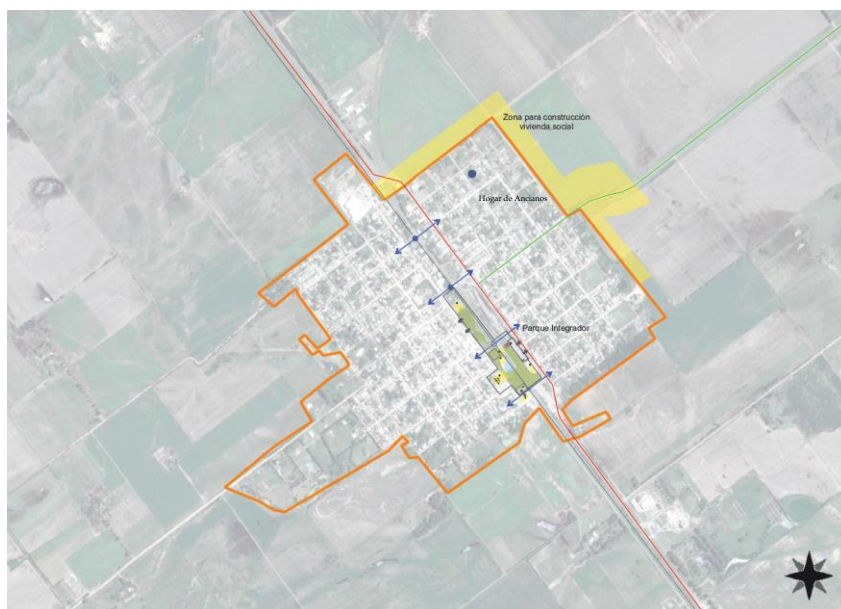 Zona para construcción
vivienda social
Hogar de Ancianos
Parque Integrador